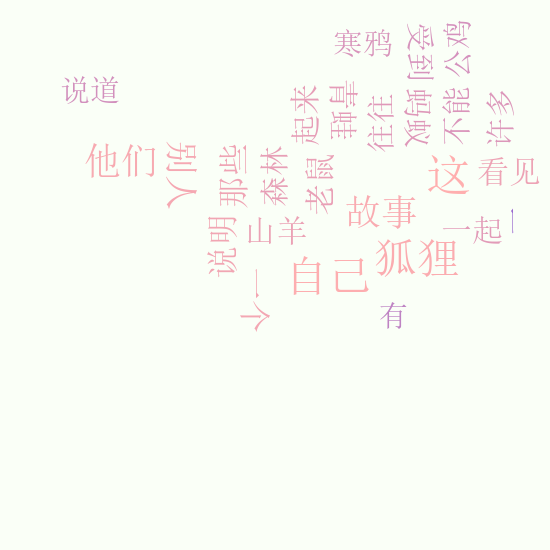 寒鸦
受到
公鸡
说道
起来
青蛙
往往
蚂蚁
不能
许多
他们
别人
那些
森林
老鼠
这
看见
故事
说明
山羊
一起
一
自己
狐狸
一个
有